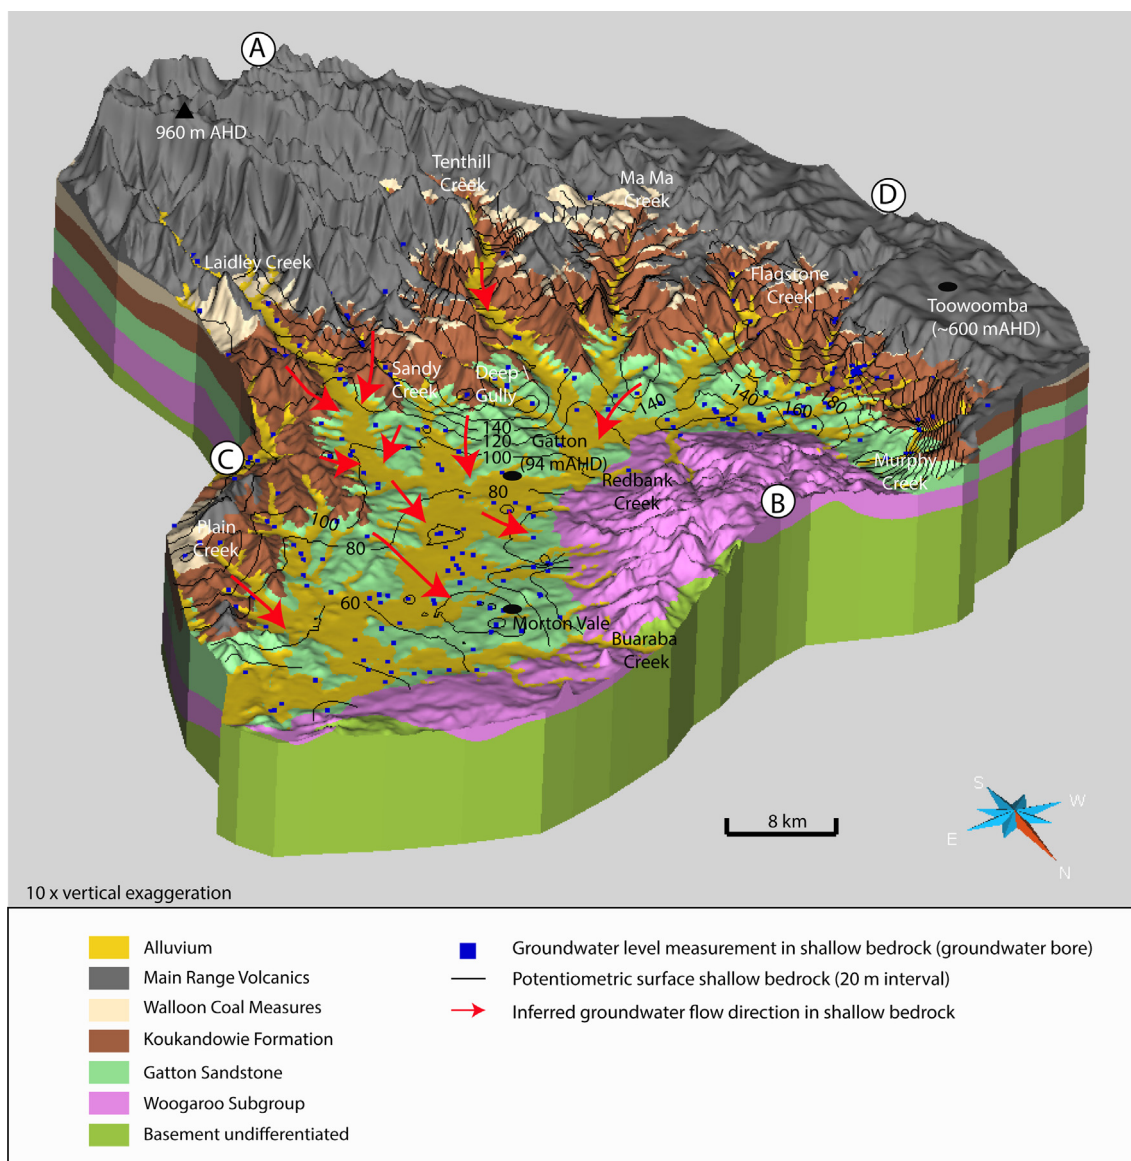 A
960 m AHD
Tenthill
Creek
Ma Ma
Creek
D
Laidley Creek
Flagstone
Creek
Toowoomba
(~600 mAHD)
Sandy
Creek
Deep
Gully
140
140
160
180
140
120
100
Gatton
(94 mAHD)
C
Murphy
Creek
Redbank
Creek
B
80
100
Plain
Creek
80
60
Morton Vale
Buaraba
Creek
8 km
S
W
E
N
10 x vertical exaggeration
Alluvium
Main Range Volcanics
Walloon Coal Measures
Koukandowie Formation
Gatton Sandstone
Woogaroo Subgroup
Basement undifferentiated
Groundwater level measurement in shallow bedrock (groundwater bore)
Potentiometric surface shallow bedrock (20 m interval)
Inferred groundwater flow direction in shallow bedrock